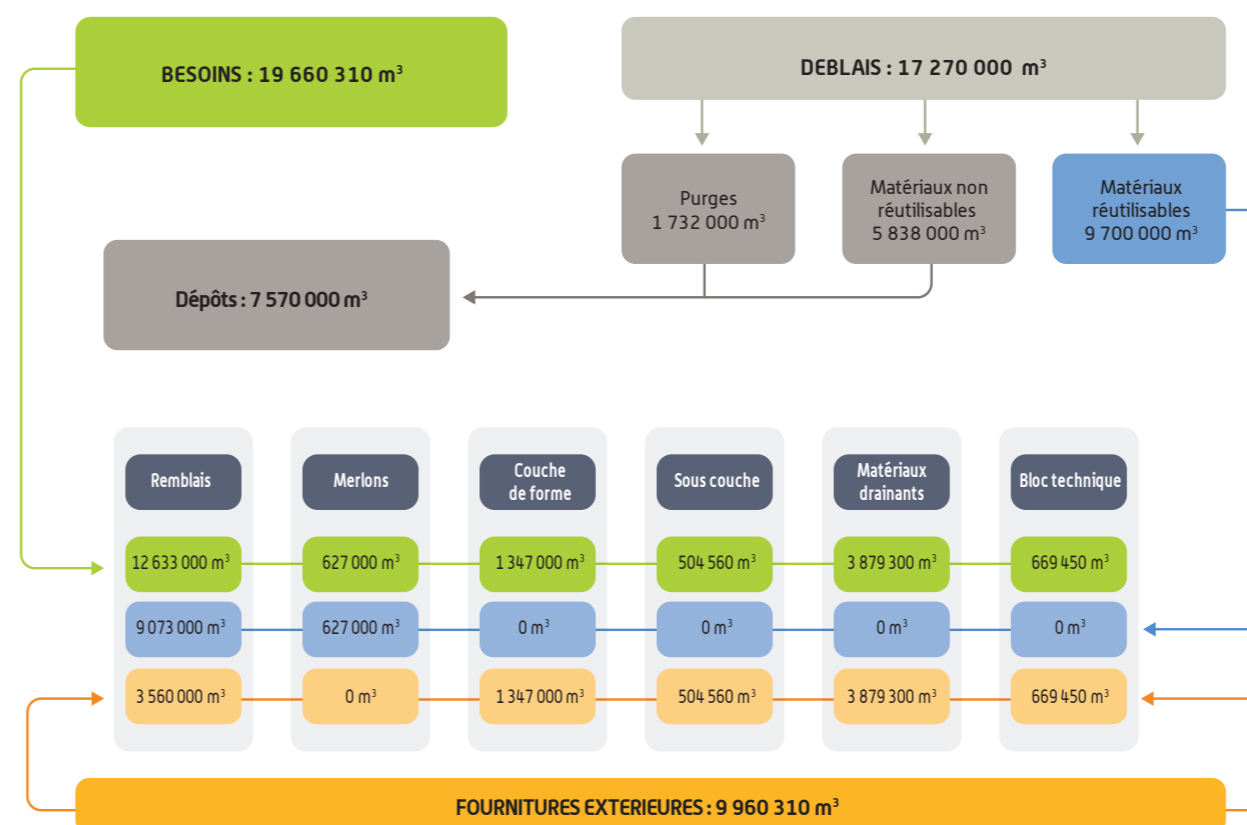 BESOINS : 19 660 310 m³
DEBLAIS : 17 270 000 m³
Purges
1 732 000 m³
Matériaux non
réutilisables
5 838 000 m³
Matériaux
réutilisables
9 700 000 m³
Dépôts : 7 570 000 m³
Remblais
Merlons
Couche
de forme
Sous couche
Matériaux
drainants
Bloc technique
12 633 000 m³
627 000 m³
1 347 000 m³
504 560 m³
3 879 300 m³
669 450 m³
9 073 000 m³
627 000 m³
0 m³
0 m³
0 m³
0 m³
3 560 000 m³
0 m³
1 347 000 m³
504 560 m³
3 879 300 m³
669 450 m³
FOURNITURES EXTERIEURES : 9 960 310 m³